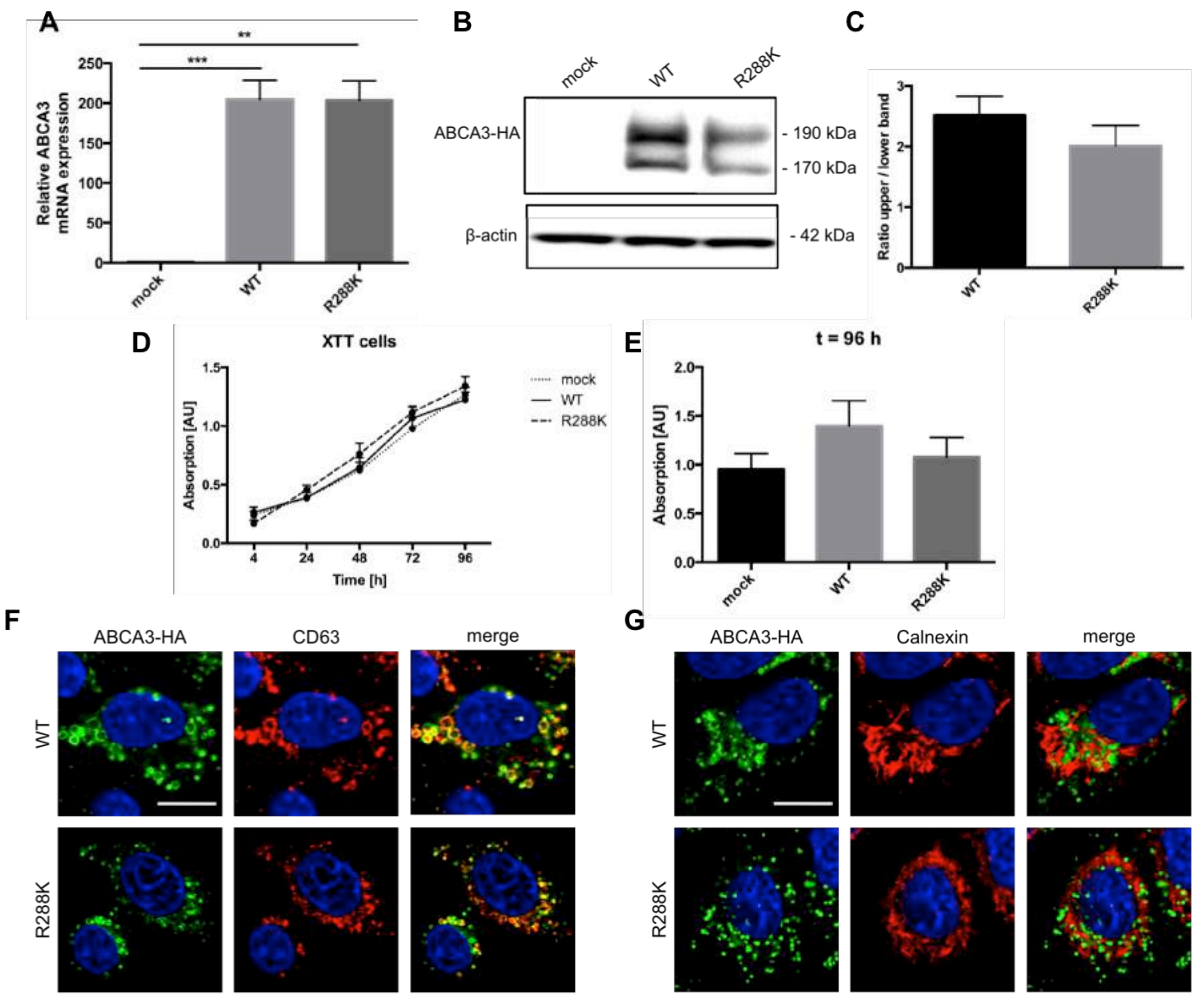 A
**
***
Relative ABCA3
mRNA expression
250
200
150
100
50
0
mock
WT
R288K
B
mock
WT
R288K
ABCA3-HA
- 190 kDa
- 170 kDa
β-actin
- 42 kDa
C
Ratio upper / lower band
3
2
1
0
WT
R288K
D
XTT cells
Absorption [AU]
1.5
1.0
0.5
0.0
4 24 48 72 96
Time [h]
mock
WT
R288K
E
t = 96 h
Absorption [AU]
2.0
1.5
1.0
0.5
0.0
mock
WT
R288K
F
ABCA3-HA CD63 merge
WT
R288K
G
ABCA3-HA Calnexin merge
WT
R288K